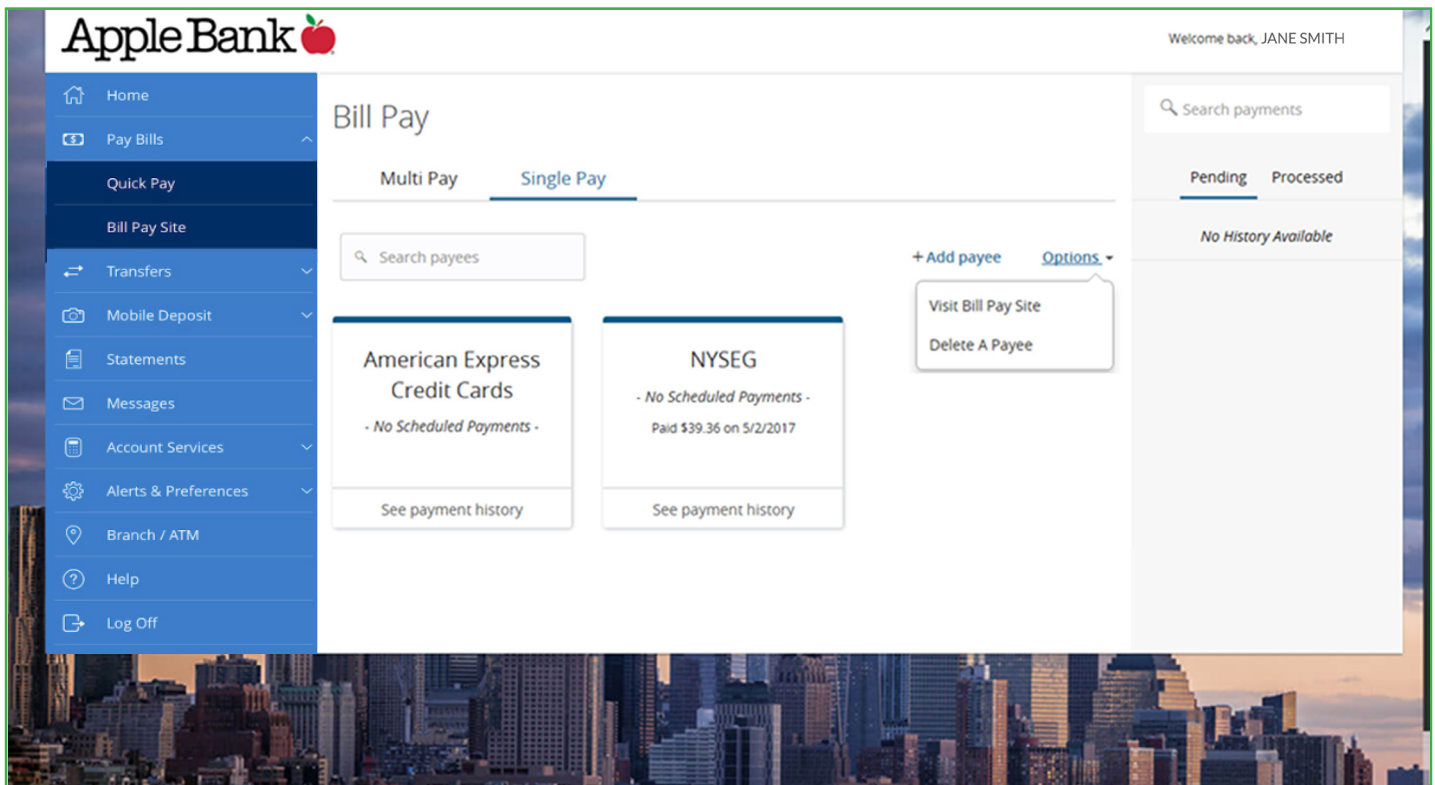 Apple Bank
Welcome back, JANE SMITH
Home
Pay Bills
Quick Pay
Bill Pay Site
Transfers
Mobile Deposit
Statements
Messages
Account Services
Alerts & Preferences
Branch / ATM
Help
Log Off
Bill Pay
Multi Pay Single Pay
Search payees
+ Add payee Options
Visit Bill Pay Site
Delete A Payee
American Express
Credit Cards
- No Scheduled Payments -
See payment history
NYSEG
- No Scheduled Payments -
Paid $39.36 on 5/2/2017
See payment history
Search payments
Pending Processed
No History Available